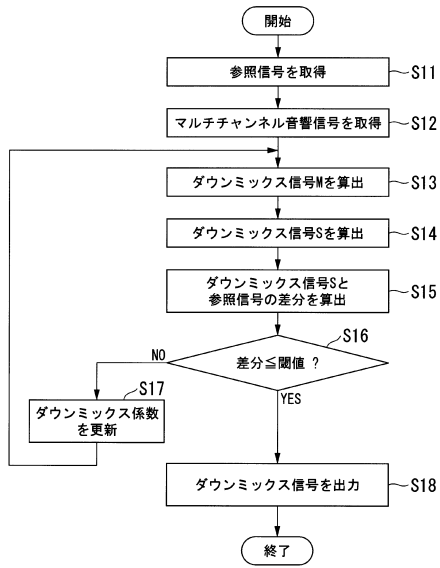 開始
参照信号を取得
S11
マルチチャンネル音響信号を取得
S12
ダウンミックス信号Mを算出
S13
ダウンミックス信号Sを算出
S14
ダウンミックス信号Sと
参照信号の差分を算出
S15
差分≦閾値 ?
S16
NO
YES
ダウンミックス係数
を更新
S17
ダウンミックス信号を出力
S18
終了